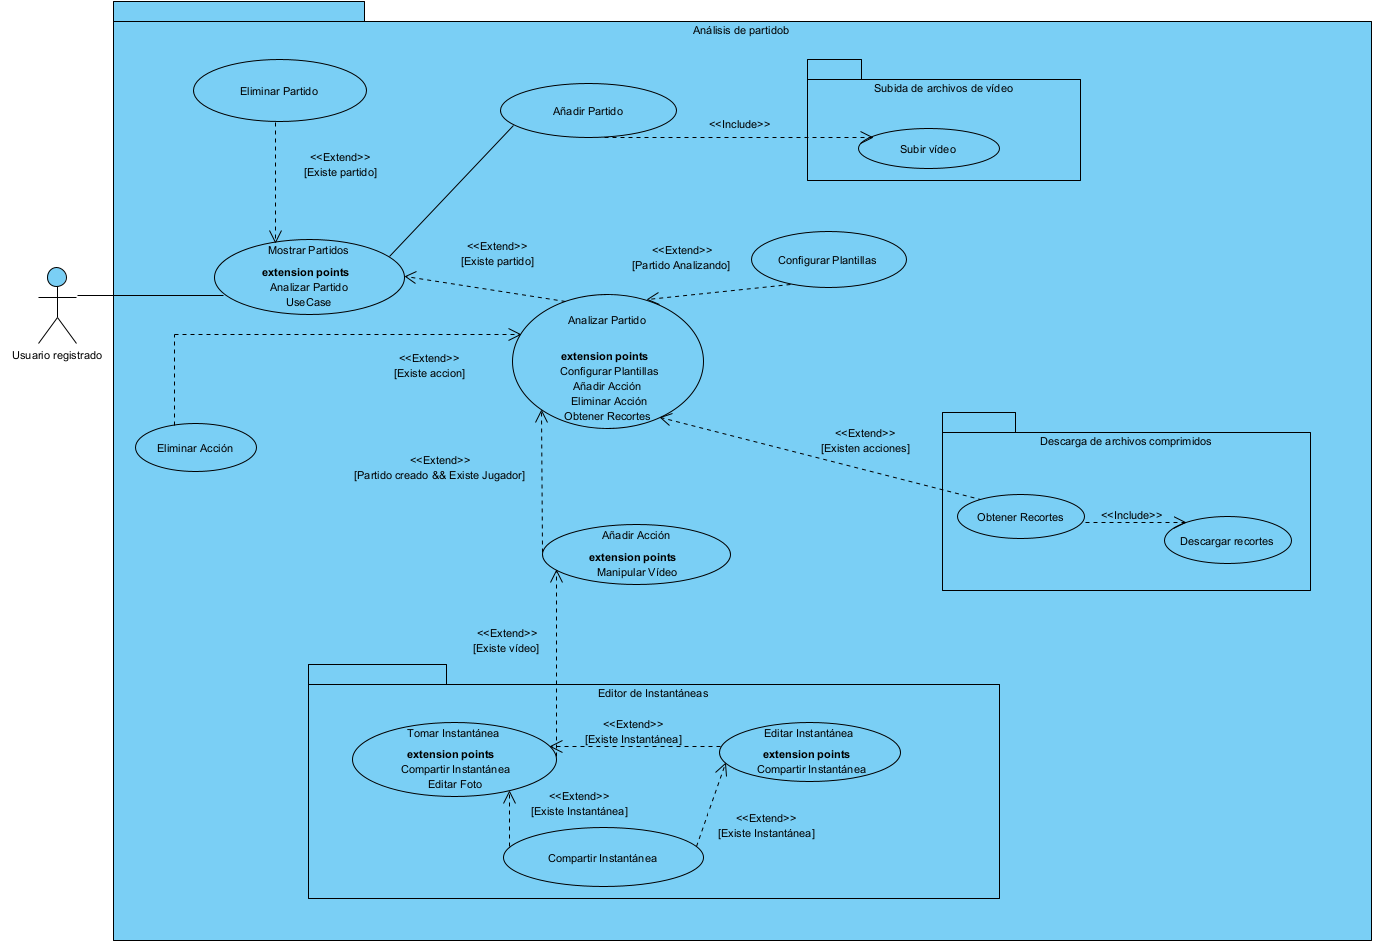 Análisis de partidob
Eliminar Partido
Añadir Partido
<<Include>>
Subida de archivos de vídeo
Subir vídeo
<<Extend>>
[Existe partido]
Mostrar Partidos
extension points
Analizar Partido
UseCase
<<Extend>>
[Existe partido]
<<Extend>>
[Partido Analizando]
Configurar Plantillas
Usuario registrado
Analizar Partido
extension points
Configurar Plantillas
Añadir Acción
Eliminar Acción
Obtener Recortes
<<Extend>>
[Existe accion]
Eliminar Acción
<<Extend>>
[Partido creado && Existe Jugador]
<<Extend>>
[Existen acciones]
Descarga de archivos comprimidos
Obtener Recortes
<<Include>>
Descargar recortes
Añadir Acción
extension points
Manipular Vídeo
<<Extend>>
[Existe vídeo]
Editor de Instantáneas
Tomar Instantánea
extension points
Compartir Instantánea
Editar Foto
<<Extend>>
[Existe Instantánea]
Editar Instantánea
extension points
Compartir Instantánea
<<Extend>>
[Existe Instantánea]
<<Extend>>
[Existe Instantánea]
Compartir Instantánea